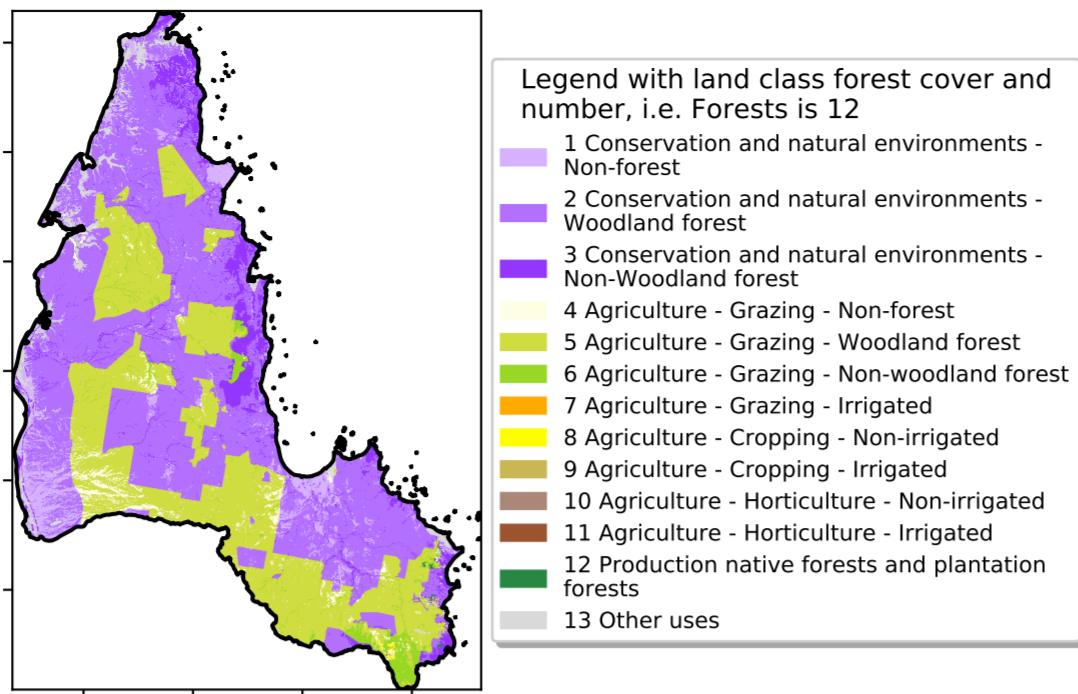 Legend with land class forest cover and
number, i.e. Forests is 12
1 Conservation and natural environments -
Non-forest
2 Conservation and natural environments -
Woodland forest
3 Conservation and natural environments -
Non-Woodland forest
4 Agriculture - Grazing - Non-forest
5 Agriculture - Grazing - Woodland forest
6 Agriculture - Grazing - Non-woodland forest
7 Agriculture - Grazing - Irrigated
8 Agriculture - Cropping - Non-irrigated
9 Agriculture - Cropping - Irrigated
10 Agriculture - Horticulture - Non-irrigated
11 Agriculture - Horticulture - Irrigated
12 Production native forests and plantation
forests
13 Other uses